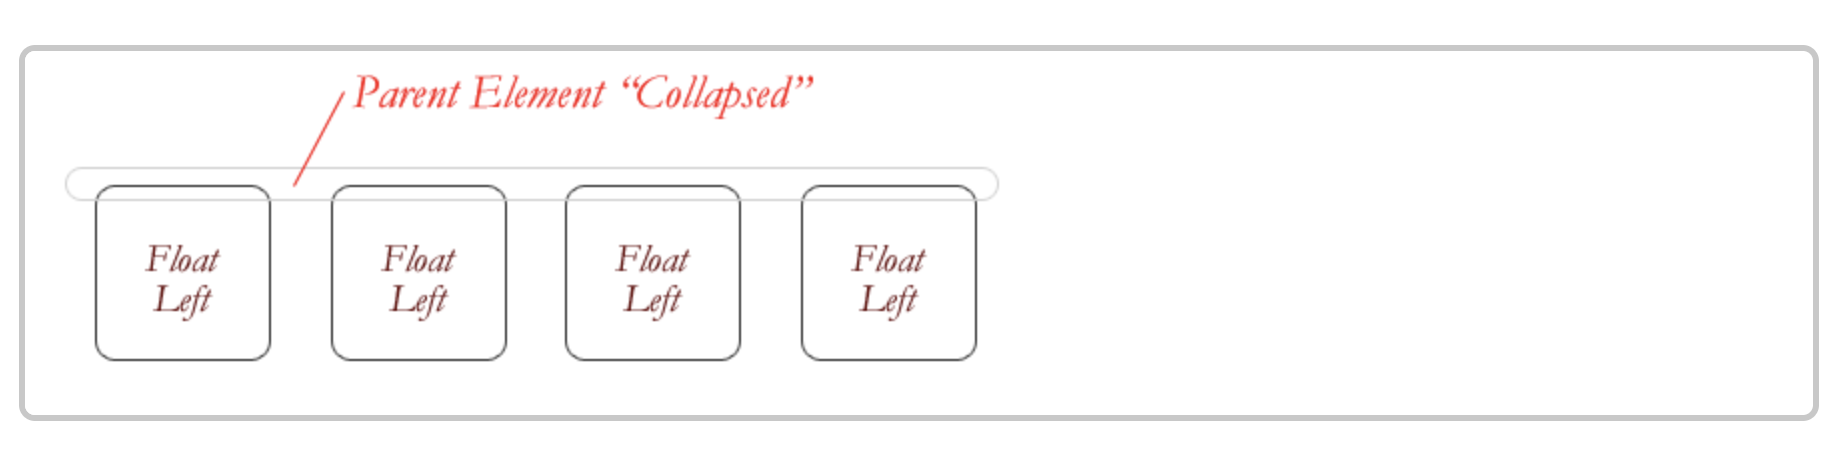 Parent Element “Collapsed”
Float
Left
Float
Left
Float
Left
Float
Left